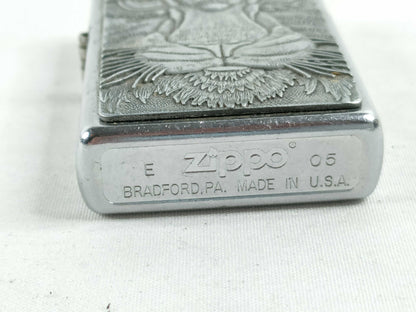 E Zippo® 05
BRADFORD,PA. MADE IN U.S.A.